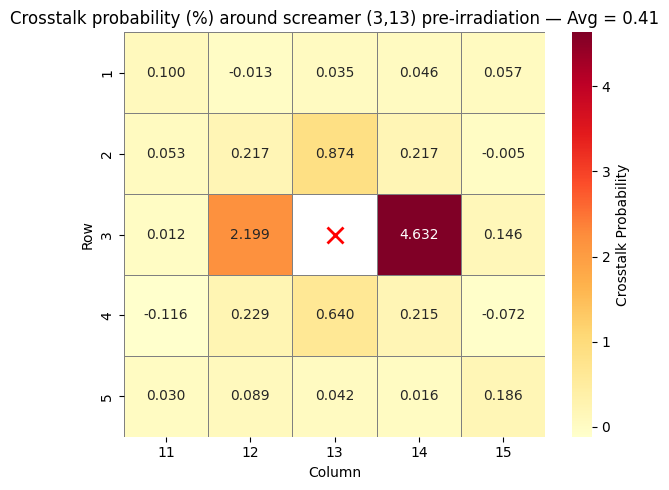 Crosstalk probability (%) around screamer (3,13) pre-irradiation — Avg = 0.41
1 0.100 -0.013 0.035 0.046 0.057
2 0.053 0.217 0.874 0.217 -0.005
3 0.012 2.199 4.632 0.146
4 -0.116 0.229 0.640 0.215 -0.072
5 0.030 0.089 0.042 0.016 0.186
11 12 13 14 15
Column
Row
4
3
2
1
0
Crosstalk Probability